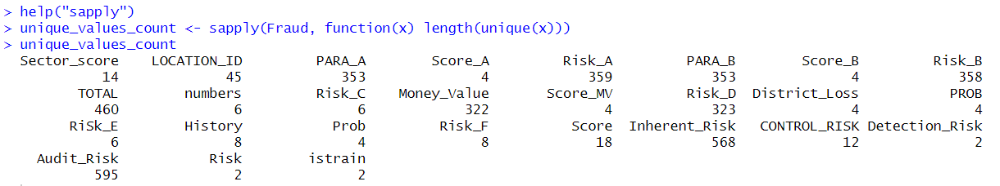 > help("sapply")
> unique_values_count <- sapply(Fraud, function(x) length(unique(x)))
> unique_values_count
Sector_score LOCATION_ID PARA_A Score_A Risk_A PARA_B Score_B Risk_B
14 45 353 4 359 353 4 358
TOTAL numbers Risk_C Money_Value Score_MV Risk_D District_Loss PROB
460 6 6 322 4 323 4 4
RiSk_E History Prob Risk_F Score Inherent_Risk CONTROL_RISK Detection_Risk
6 8 4 8 18 568 12 2
Audit_Risk Risk istrain
595 2 2